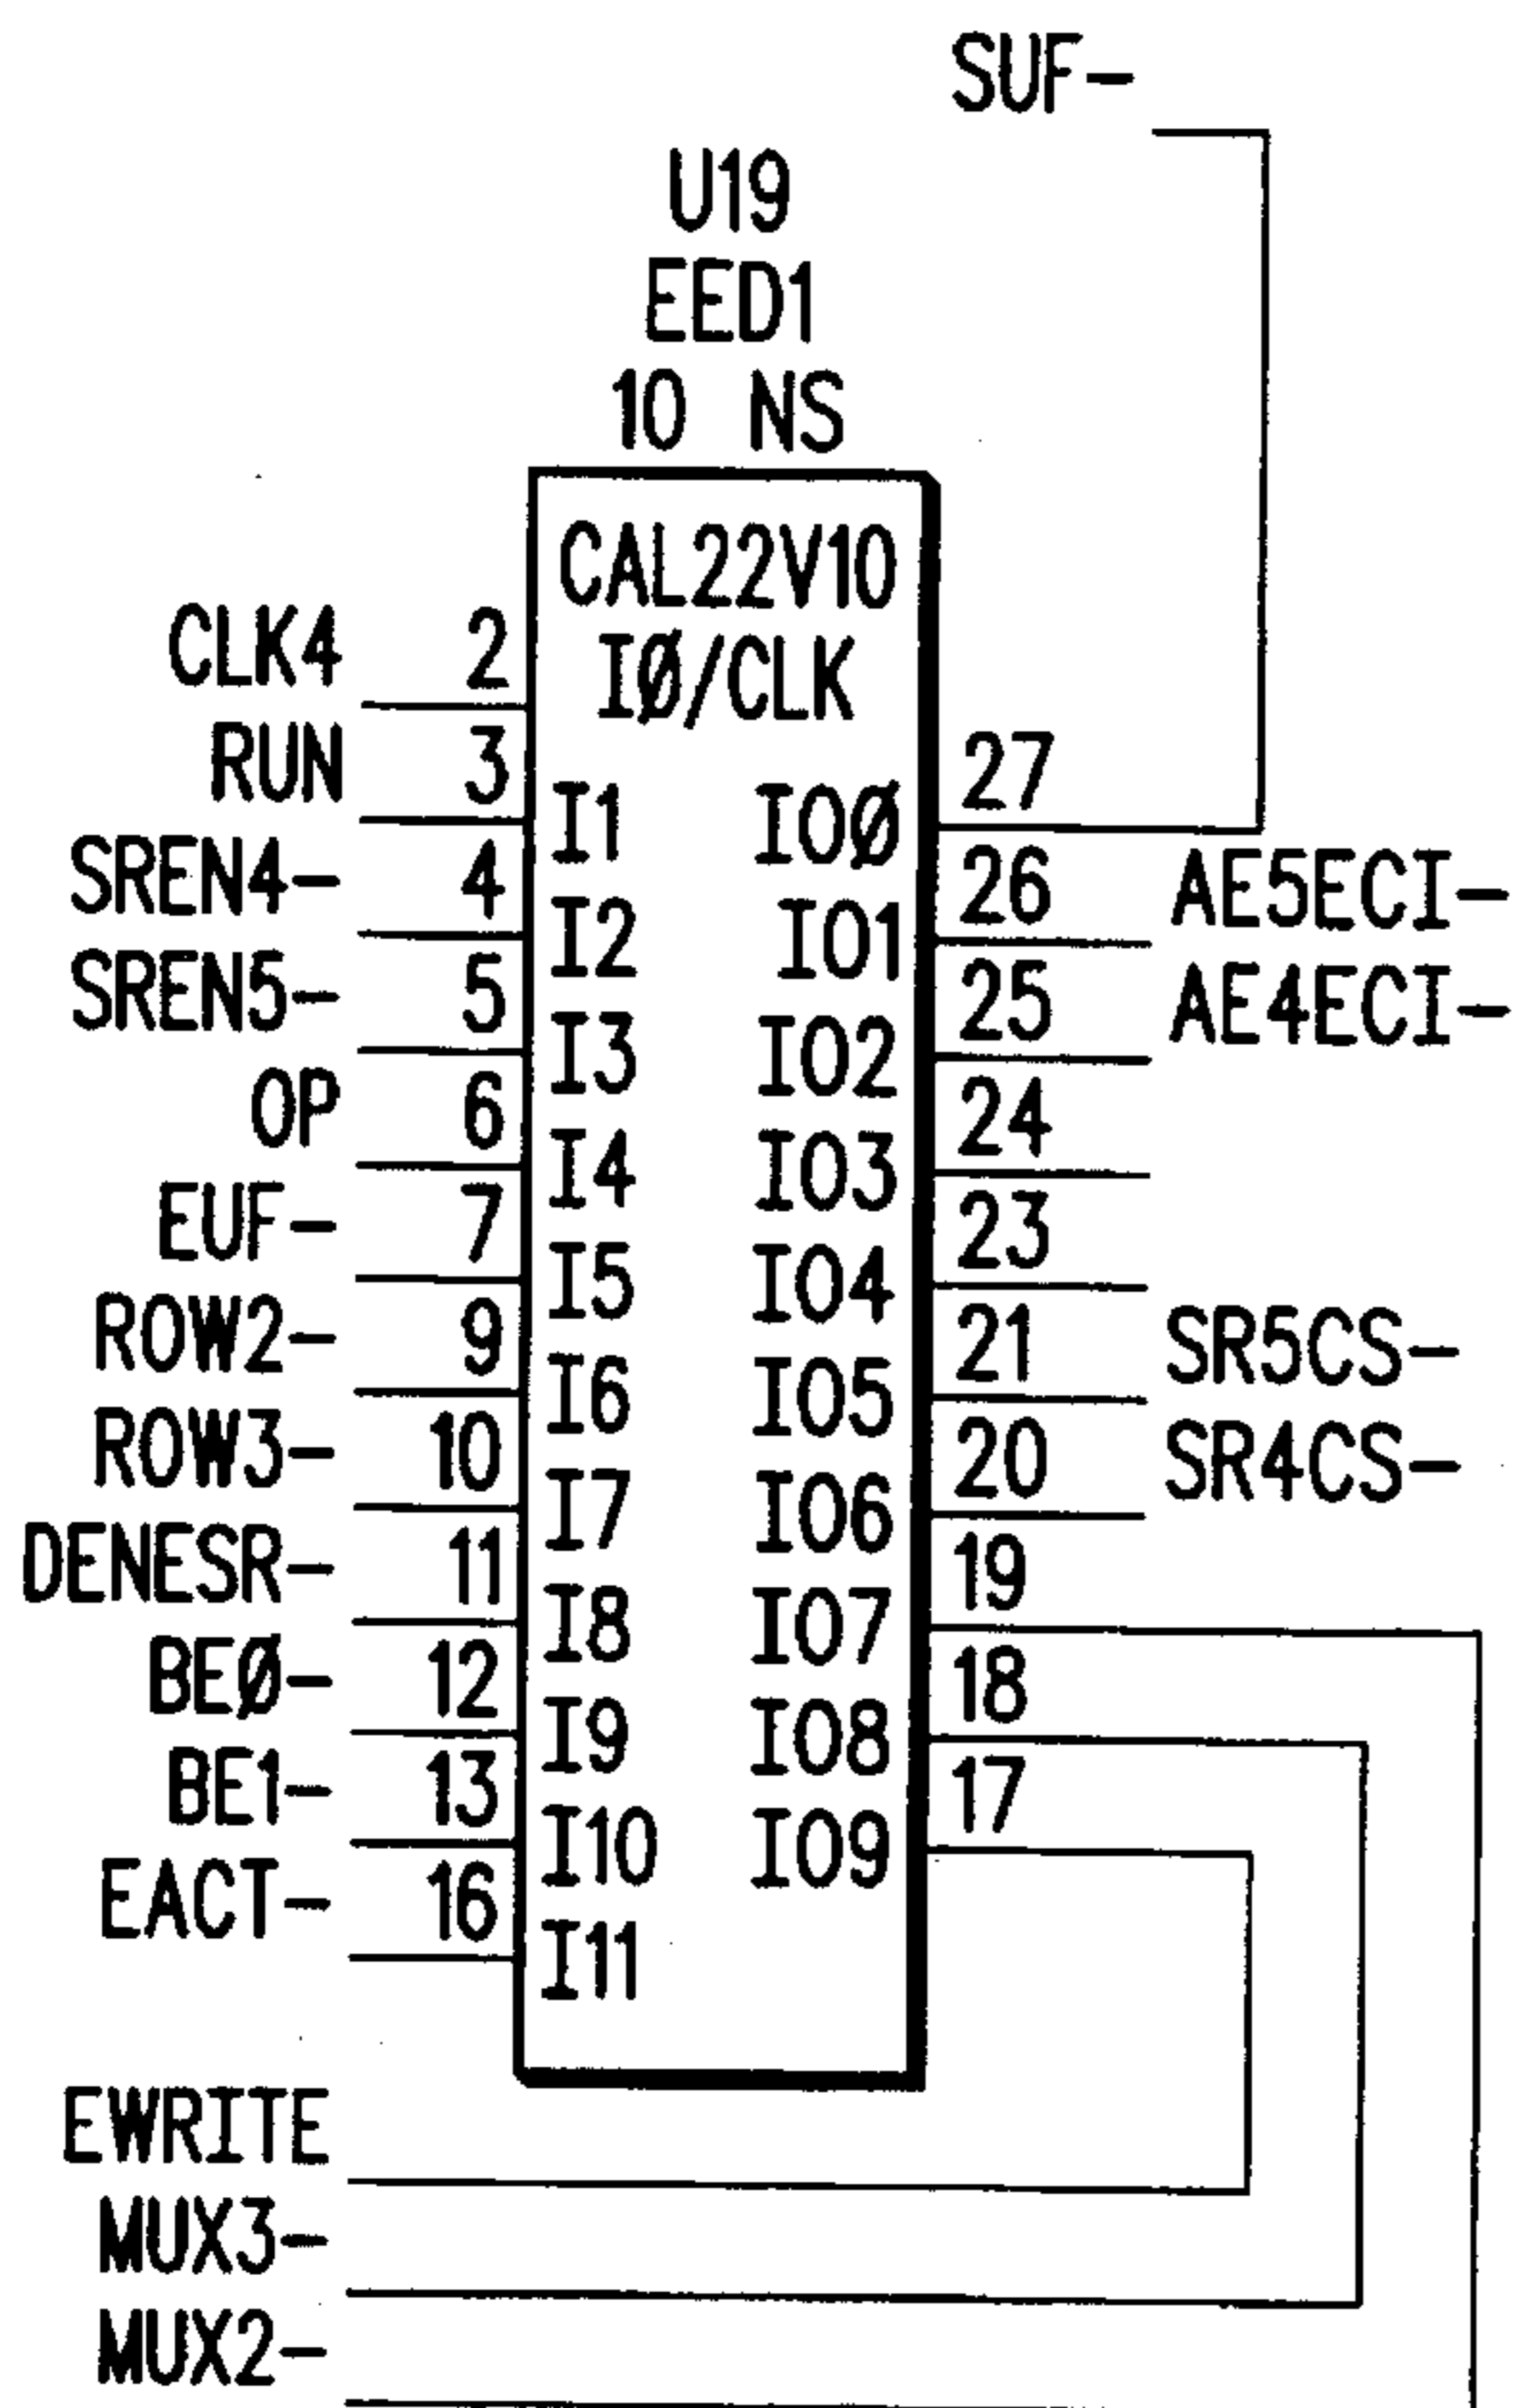 SUF-
U19
EED1
10 NS
CAL22V10
CLK4 2 IØ/CLK
RUN 3 I1 IOØ 27
SREN4- 4 I2 IO1 26 AE5ECI-
SREN5- 5 I3 IO2 25 AE4ECI-
OP 6 I4 IO3 24
EUF- 7 I5 IO4 23
ROW2- 9 I6 IO5 21 SR5CS-
ROW3- 10 I7 IO6 20 SR4CS-
DENESR- 11 I8 IO7 19
BEØ- 12 I9 IO8 18
BE1- 13 I10 IO9 17
EACT- 16 I11
EWRITE
MUX3-
MUX2-